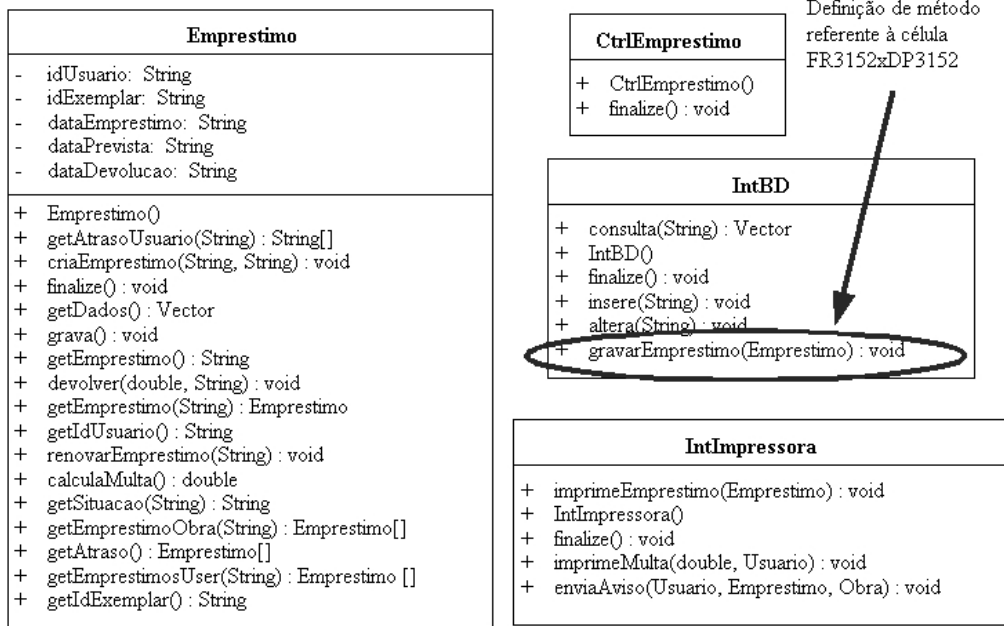 Emprestimo
- idUsuario: String
- idExemplar: String
- dataEmprestimo: String
- dataPrevista: String
- dataDevolucao: String
+ Emprestimo()
+ getAtrasoUsuario(String) : String[]
+ criaEmprestimo(String, String) : void
+ finalize() : void
+ getDados() : Vector
+ grava() : void
+ getEmprestimo() : String
+ devolver(double, String) : void
+ getEmprestimo(String) : Emprestimo
+ getIdUsuario() : String
+ renovarEmprestimo(String) : void
+ calculaMulta() : double
+ getSituacao(String) : String
+ getEmprestimoObra(String) : Emprestimo[]
+ getAtraso() : Emprestimo[]
+ getEmprestimosUser(String) : Emprestimo []
+ getIdExemplar() : String
CtrlEmprestimo
+ CtrlEmprestimo()
+ finalize() : void
Definição de método
referente à célula
FR3152xDP3152
IntBD
+ consulta(String) : Vector
+ IntBD()
+ finalize() : void
+ insere(String) : void
+ altera(String) : void
+ gravarEmprestimo(Emprestimo) : void
IntImpressora
+ imprimeEmprestimo(Emprestimo) : void
+ IntImpressora()
+ finalize() : void
+ imprimeMulta(double, Usuario) : void
+ enviaAviso(Usuario, Emprestimo, Obra) : void